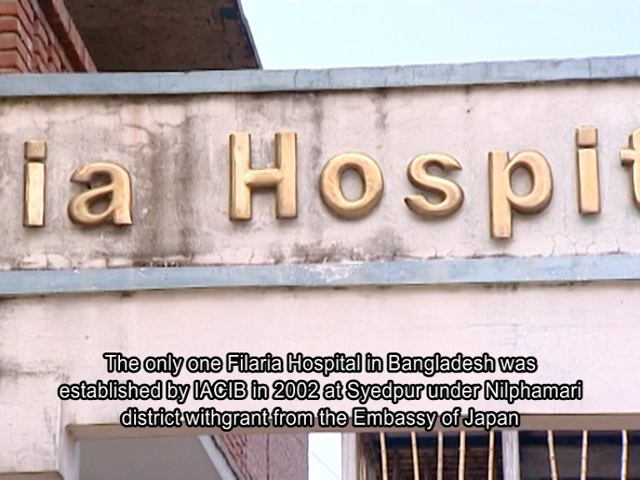 ia Hospit
The only one Filaria Hospital in Bangladesh was
established by IACIB in 2002 at Syedpur under Nilphamari
district withgrant from the Embassy of Japan